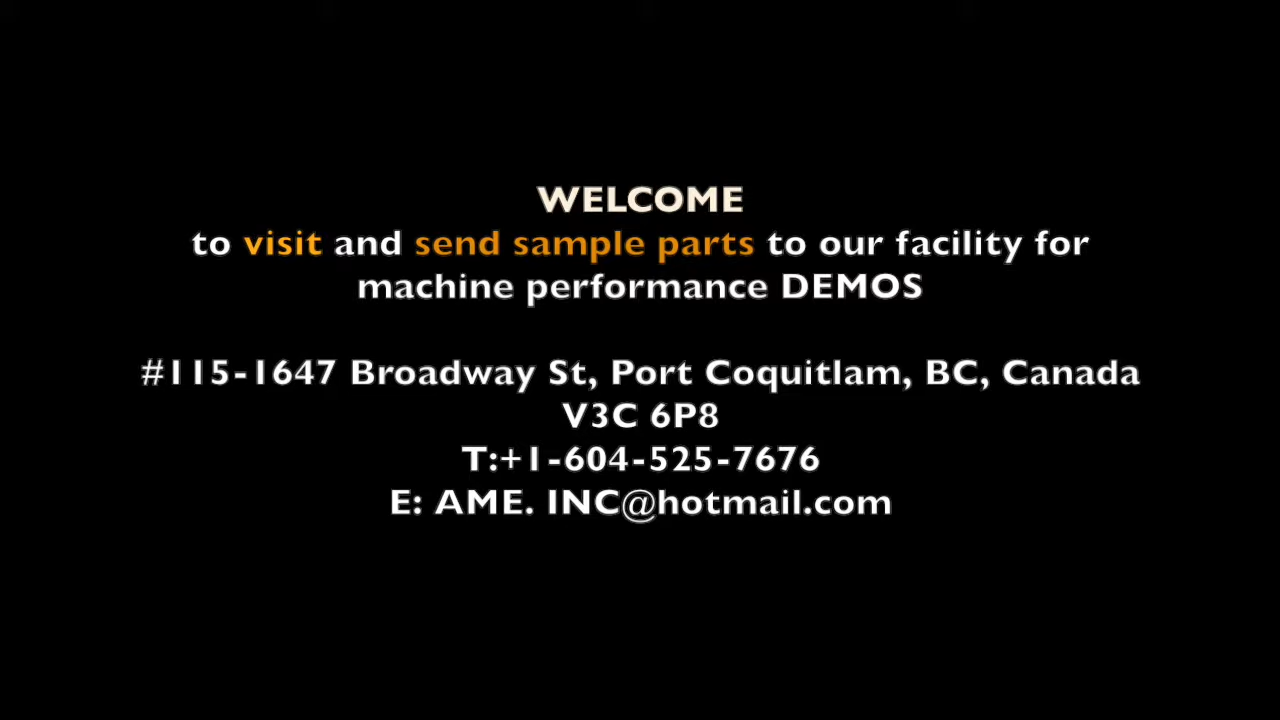 WELCOME
to visit and send sample parts to our facility for
machine performance DEMOS
#115-1647 Broadway St, Port Coquitlam, BC, Canada
V3C 6P8
T:+1-604-525-7676
E: AME. INC@hotmail.com